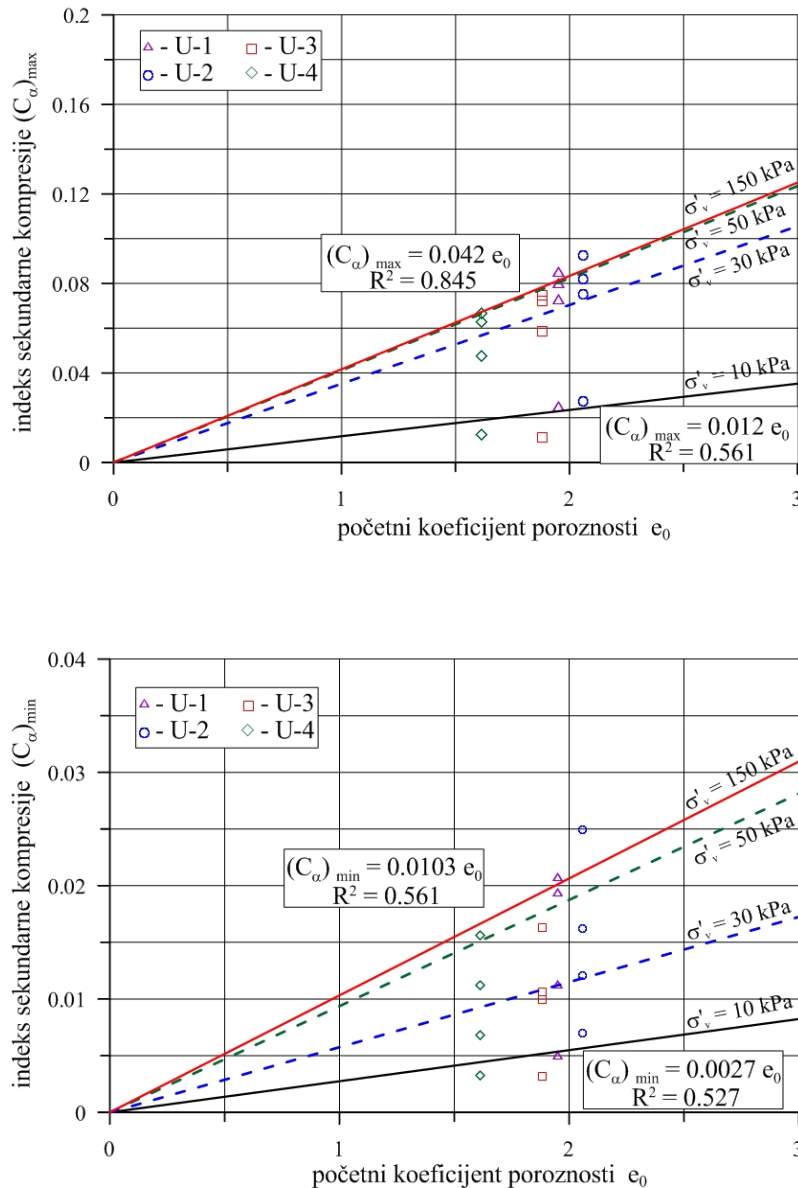 indeks sekundarne kompresije (Cα)max
0.2
0.16
0.12
0.08
0.04
0
- U-1
- U-3
- U-2
- U-4
(Cα) max = 0.042 e0
R² = 0.845
σ'v = 150 kPa
σ'v = 50 kPa
σ'v = 30 kPa
σ'v = 10 kPa
(Cα) max = 0.012 e0
R² = 0.561
0 1 2 3
početni koeficijent poroznosti e0
indeks sekundarne kompresije (Cα)min
0.04
0.03
0.02
0.01
0
- U-1
- U-3
- U-2
- U-4
(Cα) min = 0.0103 e0
R² = 0.561
σ'v = 150 kPa
σ'v = 50 kPa
σ'v = 30 kPa
σ'v = 10 kPa
(Cα) min = 0.0027 e0
R² = 0.527
0 1 2 3
početni koeficijent poroznosti e0